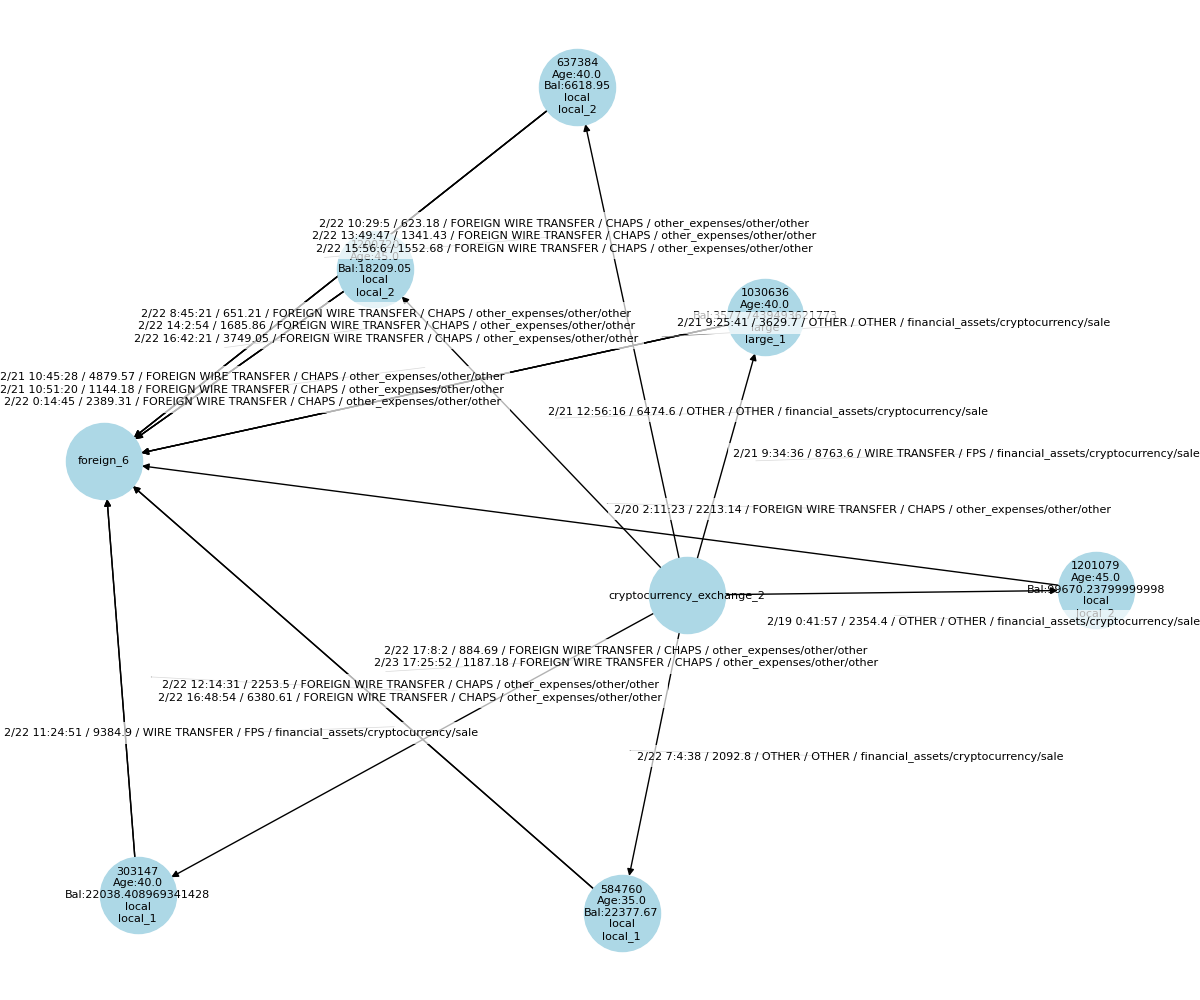 637384
Age:40.0
Bal:6618.95
local
local_2
2/22 10:29:5 / 623.18 / FOREIGN WIRE TRANSFER / CHAPS / other_expenses/other/other
2/22 13:49:47 / 1341.43 / FOREIGN WIRE TRANSFER / CHAPS / other_expenses/other/other
2/22 15:56:6 / 1552.68 / FOREIGN WIRE TRANSFER / CHAPS / other_expenses/other/other
Age:45.0
Bal:18209.05
local
local_2
1030636
Age:40.0
large
large_1
2/22 8:45:21 / 651.21 / FOREIGN WIRE TRANSFER / CHAPS / other_expenses/other/other
2/22 14:2:54 / 1685.86 / FOREIGN WIRE TRANSFER / CHAPS / other_expenses/other/other
2/22 16:42:21 / 3749.05 / FOREIGN WIRE TRANSFER / CHAPS / other_expenses/other/other
2/21 9:25:41 / 3629.7 / OTHER / OTHER / financial_assets/cryptocurrency/sale
2/21 10:45:28 / 4879.57 / FOREIGN WIRE TRANSFER / CHAPS / other_expenses/other/other
2/21 10:51:20 / 1144.18 / FOREIGN WIRE TRANSFER / CHAPS / other_expenses/other/other
2/22 0:14:45 / 2389.31 / FOREIGN WIRE TRANSFER / CHAPS / other_expenses/other/other
2/21 12:56:16 / 6474.6 / OTHER / OTHER / financial_assets/cryptocurrency/sale
foreign_6
2/21 9:34:36 / 8763.6 / WIRE TRANSFER / FPS / financial_assets/cryptocurrency/sale
2/20 2:11:23 / 2213.14 / FOREIGN WIRE TRANSFER / CHAPS / other_expenses/other/other
1201079
Age:45.0
Bal:99670.23799999998
local
local_2
cryptocurrency_exchange_2
2/19 0:41:57 / 2354.4 / OTHER / OTHER / financial_assets/cryptocurrency/sale
2/22 17:8:2 / 884.69 / FOREIGN WIRE TRANSFER / CHAPS / other_expenses/other/other
2/23 17:25:52 / 1187.18 / FOREIGN WIRE TRANSFER / CHAPS / other_expenses/other/other
2/22 12:14:31 / 2253.5 / FOREIGN WIRE TRANSFER / CHAPS / other_expenses/other/other
2/22 16:48:54 / 6380.61 / FOREIGN WIRE TRANSFER / CHAPS / other_expenses/other/other
2/22 11:24:51 / 9384.9 / WIRE TRANSFER / FPS / financial_assets/cryptocurrency/sale
2/22 7:4:38 / 2092.8 / OTHER / OTHER / financial_assets/cryptocurrency/sale
303147
Age:40.0
Bal:22038.408969341428
local
local_1
584760
Age:35.0
Bal:22377.67
local
local_1